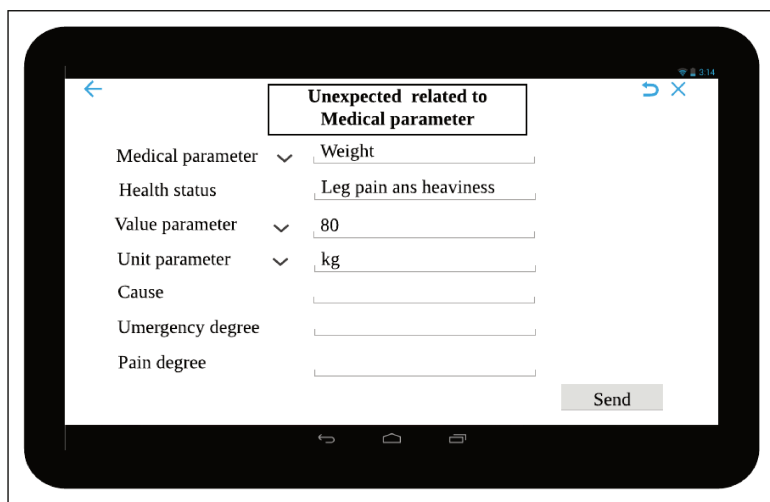 3:14
Unexpected related to
Medical parameter
Medical parameter Weight
Health status Leg pain ans heaviness
Value parameter 80
Unit parameter kg
Cause
Umergency degree
Pain degree
Send